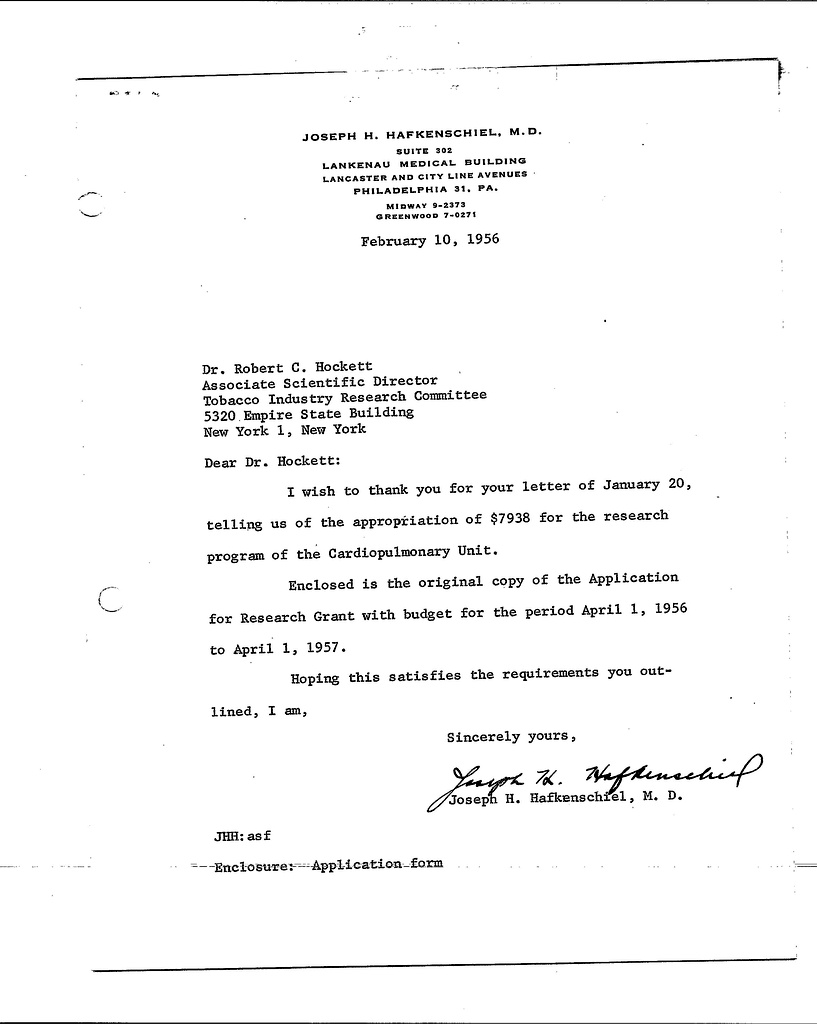 JOSEPH H. HAFKENSCHIEL, M.D.
SUITE 302
LANKENAU MEDICAL BUILDING
LANCASTER AND CITY LINE AVENUES
PHILADELPHIA 31, PA.
MIDWAY 9-2373
GREENWOOD 7-0271
February 10, 1956
Dr. Robert C. Hockett
Associate Scientific Director
Tobacco Industry Research Committee
5320 Empire State Building
New York 1, New York
Dear Dr. Hockett:
I wish to thank you for your letter of January 20,
telling us of the appropriation of $7938 for the research
program of the Cardiopulmonary Unit.
Enclosed is the original copy of the Application
for Research Grant with budget for the period April 1, 1956
to April 1, 1957.
Hoping this satisfies the requirements you out-
lined, I am,
Sincerely yours,
Joseph H. Hafkenschiel
Joseph H. Hafkenschiel, M. D.
JHH:asf
Enclosure: Application form